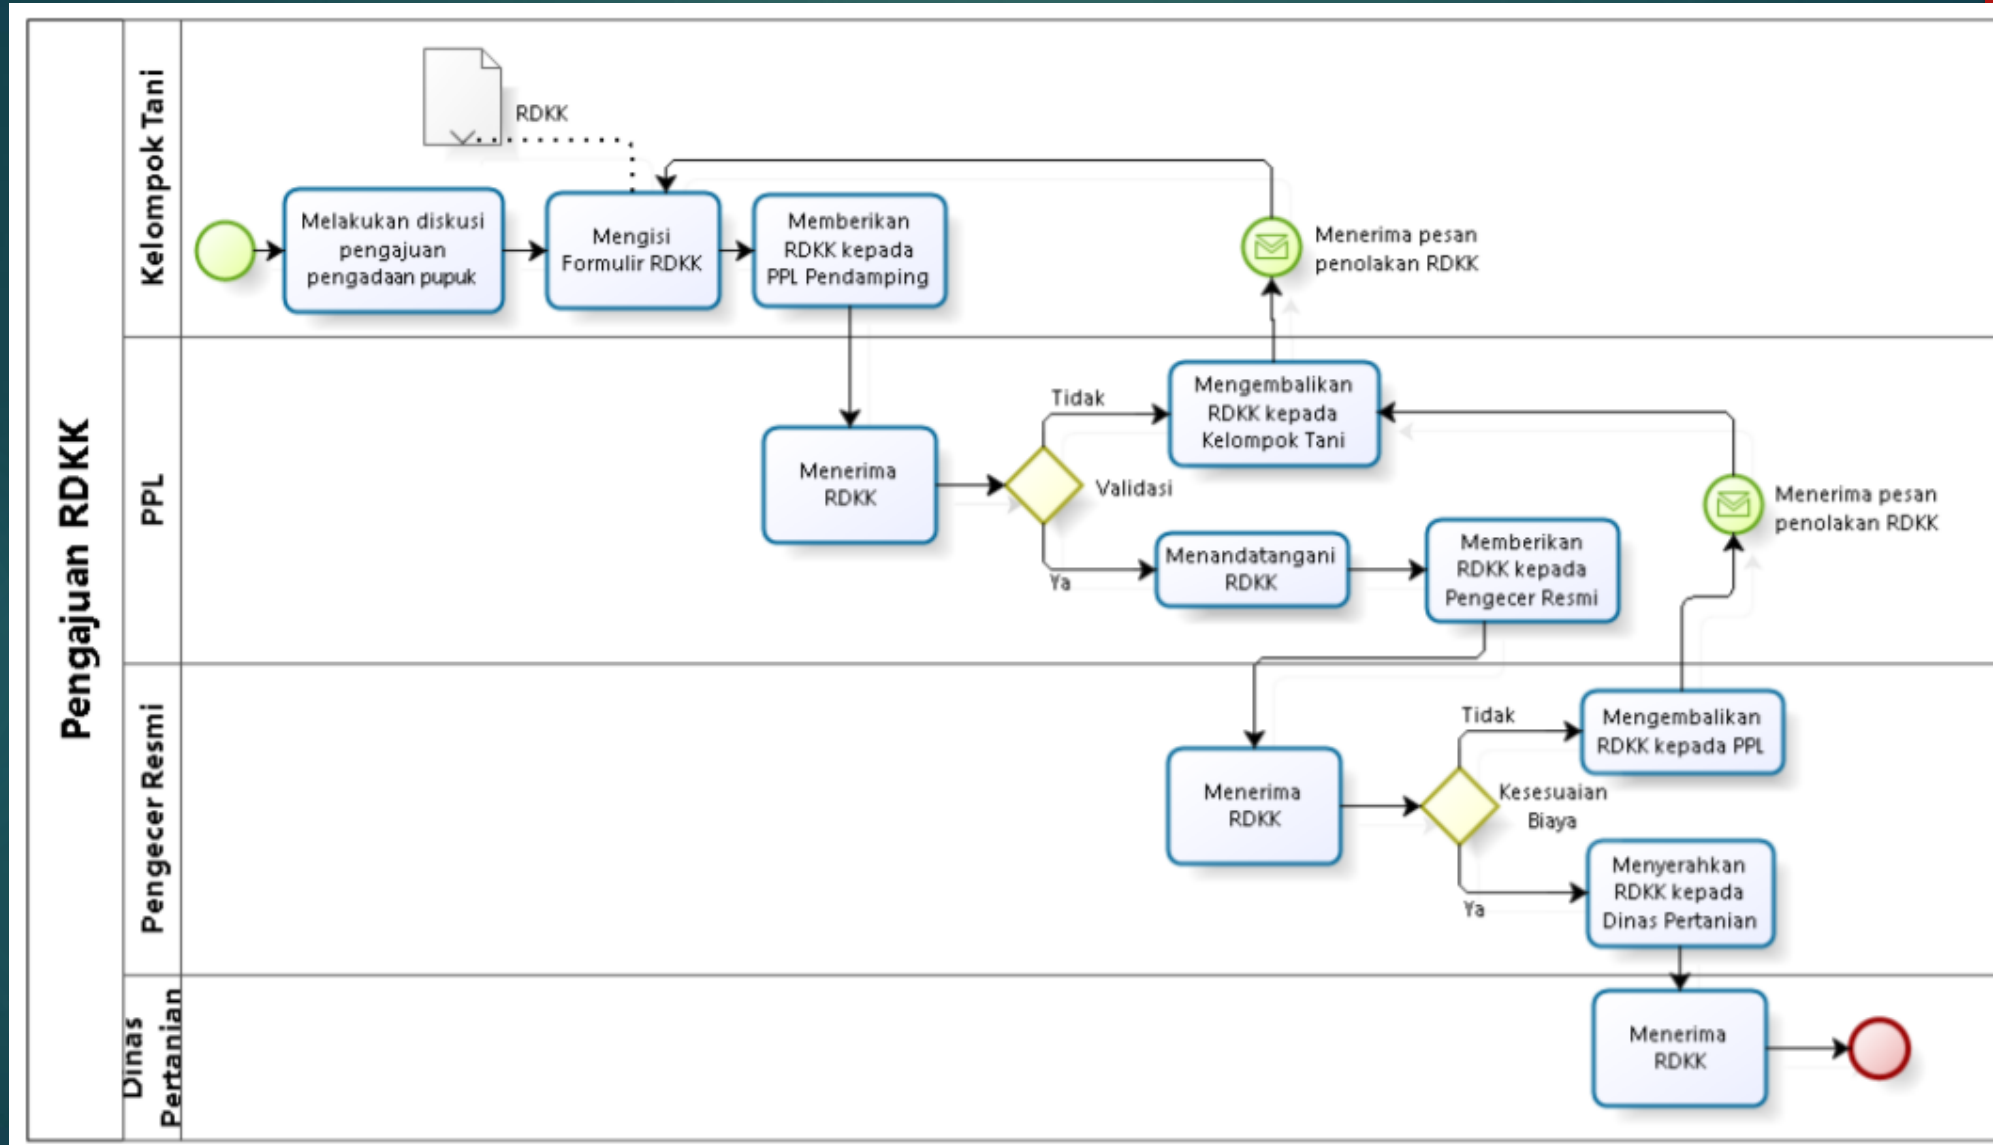 Pengajuan RDKK
Kelompok Tani
RDKK
Melakukan diskusi
pengajuan
pengadaan pupuk
Mengisi
Formulir RDKK
Memberikan
RDKK kepada
PPL Pendamping
Menerima pesan
penolakan RDKK
PPL
Menerima
RDKK
Validasi
Tidak
Mengembalikan
RDKK kepada
Kelompok Tani
Ya
Menandatangani
RDKK
Memberikan
RDKK kepada
Pengecer Resmi
Menerima pesan
penolakan RDKK
Pengecer Resmi
Menerima
RDKK
Kesesuaian
Biaya
Tidak
Mengembalikan
RDKK kepada PPL
Ya
Menyerahkan
RDKK kepada
Dinas Pertanian
Dinas
Pertanian
Menerima
RDKK